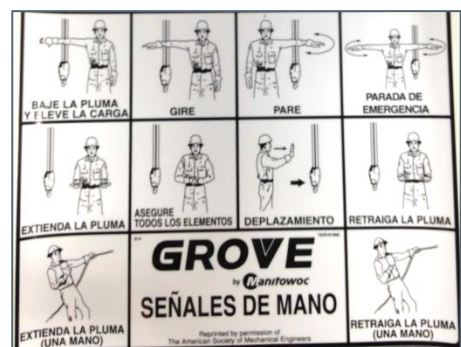 BAJE LA PLUMA
Y ELEVE LA CARGA
GIRE
PARE
PARADA DE
EMERGENCIA
EXTIENDA LA PLUMA
ASEGURE
TODOS LOS ELEMENTOS
DEPLAZAMIENTO
RETRAIGA LA PLUMA
EXTIENDA LA PLUMA
(UNA MANO)
GROVE
by Manitowoc
SEÑALES DE MANO
Reprinted by permission of
The American Society of Mechanical Engineers
RETRAIGA LA PLUMA
(UNA MANO)